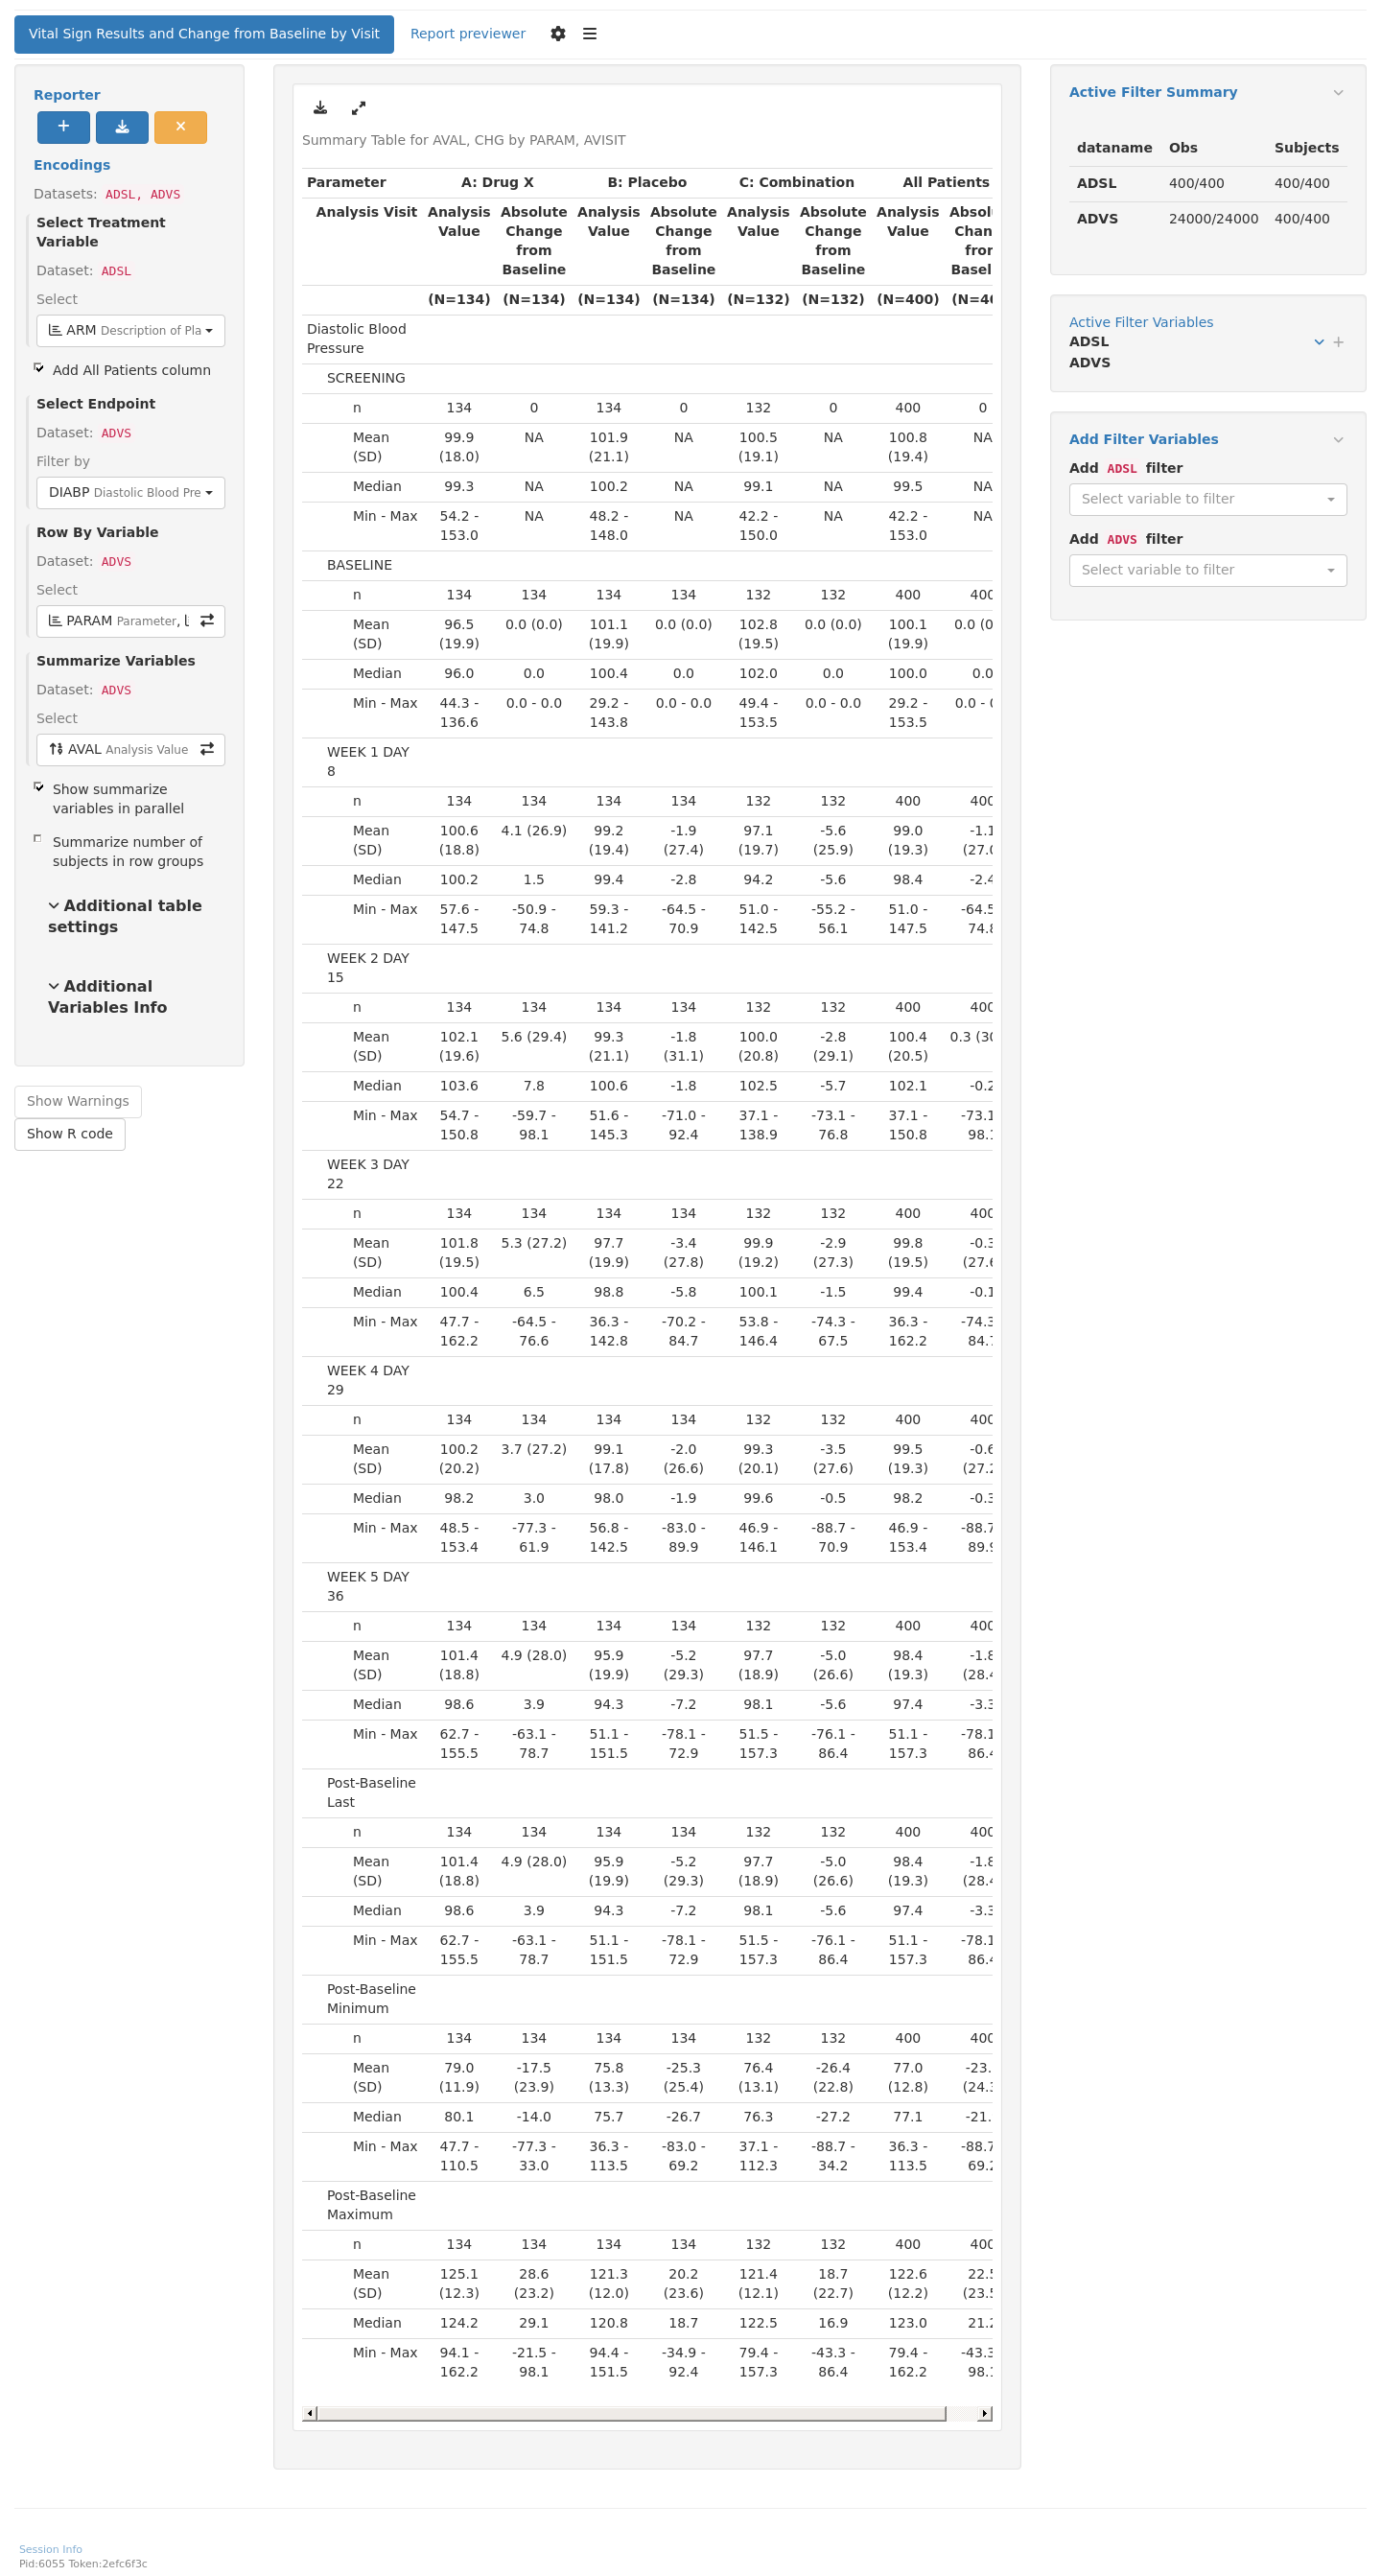 Vital Sign Results and Change from Baseline by Visit Report previewer
Reporter
Encodings
Datasets: ADSL, ADVS
Select Treatment
Variable
Dataset: ADSL
Select
ARM Description of Pla
Add All Patients column
Select Endpoint
Dataset: ADVS
Filter by
DIABP Diastolic Blood Pre
Row By Variable
Dataset: ADVS
Select
PARAM Parameter,
Summarize Variables
Dataset: ADVS
Select
AVAL Analysis Value
Show summarize
variables in parallel
Summarize number of
subjects in row groups
Additional table
settings
Additional
Variables Info
Show Warnings
Show R code
Summary Table for AVAL, CHG by PARAM, AVISIT
Parameter A: Drug X B: Placebo C: Combination All Patients
Analysis Visit Analysis Absolute Analysis Absolute Analysis Absolute Analysis Absol
Value Change Value Change Value Change Value Chan
from from from fror
Baseline Baseline Baseline Basel
(N=134) (N=134) (N=134) (N=134) (N=132) (N=132) (N=400) (N=40
Diastolic Blood
Pressure
SCREENING
n 134 0 134 0 132 0 400 0
Mean 99.9 NA 101.9 NA 100.5 NA 100.8 NA
(SD) (18.0) (21.1) (19.1) (19.4)
Median 99.3 NA 100.2 NA 99.1 NA 99.5 NA
Min - Max 54.2 - NA 48.2 - NA 42.2 - NA 42.2 - NA
153.0 148.0 150.0 153.0
BASELINE
n 134 134 134 134 132 132 400 400
Mean 96.5 0.0 (0.0) 101.1 0.0 (0.0) 102.8 0.0 (0.0) 100.1 0.0 (0
(SD) (19.9) (19.9) (19.5) (19.9)
Median 96.0 0.0 100.4 0.0 102.0 0.0 100.0 0.0
Min - Max 44.3 - 0.0 - 0.0 29.2 - 0.0 - 0.0 49.4 - 0.0 - 0.0 29.2 - 0.0 - 0
136.6 143.8 153.5 153.5
WEEK 1 DAY
8
n 134 134 134 134 132 132 400 400
Mean 100.6 4.1 (26.9) 99.2 -1.9 97.1 -5.6 99.0 -1.1
(SD) (18.8) (19.4) (27.4) (19.7) (25.9) (19.3) (27.0
Median 100.2 1.5 99.4 -2.8 94.2 -5.6 98.4 -2.4
Min - Max 57.6 - -50.9 - 59.3 - -64.5 - 51.0 - -55.2 - 51.0 - -64.5
147.5 74.8 141.2 70.9 142.5 56.1 147.5 74.8
WEEK 2 DAY
15
n 134 134 134 134 132 132 400 400
Mean 102.1 5.6 (29.4) 99.3 -1.8 100.0 -2.8 100.4 0.3 (30
(SD) (19.6) (21.1) (31.1) (20.8) (29.1) (20.5)
Median 103.6 7.8 100.6 -1.8 102.5 -5.7 102.1 -0.2
Min - Max 54.7 - -59.7 - 51.6 - -71.0 - 37.1 - -73.1 - 37.1 - -73.1
150.8 98.1 145.3 92.4 138.9 76.8 150.8 98.1
WEEK 3 DAY
22
n 134 134 134 134 132 132 400 400
Mean 101.8 5.3 (27.2) 97.7 -3.4 99.9 -2.9 99.8 -0.3
(SD) (19.5) (19.9) (27.8) (19.2) (27.3) (19.5) (27.6
Median 100.4 6.5 98.8 -5.8 100.1 -1.5 99.4 -0.1
Min - Max 47.7 - -64.5 - 36.3 - -70.2 - 53.8 - -74.3 - 36.3 - -74.3
162.2 76.6 142.8 84.7 146.4 67.5 162.2 84.7
WEEK 4 DAY
29
n 134 134 134 134 132 132 400 400
Mean 100.2 3.7 (27.2) 99.1 -2.0 99.3 -3.5 99.5 -0.6
(SD) (20.2) (17.8) (26.6) (20.1) (27.6) (19.3) (27.2
Median 98.2 3.0 98.0 -1.9 99.6 -0.5 98.2 -0.3
Min - Max 48.5 - -77.3 - 56.8 - -83.0 - 46.9 - -88.7 - 46.9 - -88.7
153.4 61.9 142.5 89.9 146.1 70.9 153.4 89.9
WEEK 5 DAY
36
n 134 134 134 134 132 132 400 400
Mean 101.4 4.9 (28.0) 95.9 -5.2 97.7 -5.0 98.4 -1.8
(SD) (18.8) (19.9) (29.3) (18.9) (26.6) (19.3) (28.4
Median 98.6 3.9 94.3 -7.2 98.1 -5.6 97.4 -3.3
Min - Max 62.7 - -63.1 - 51.1 - -78.1 - 51.5 - -76.1 - 51.1 - -78.1
155.5 78.7 151.5 72.9 157.3 86.4 157.3 86.4
Post-Baseline
Last
n 134 134 134 134 132 132 400 400
Mean 101.4 4.9 (28.0) 95.9 -5.2 97.7 -5.0 98.4 -1.8
(SD) (18.8) (19.9) (29.3) (18.9) (26.6) (19.3) (28.4
Median 98.6 3.9 94.3 -7.2 98.1 -5.6 97.4 -3.3
Min - Max 62.7 - -63.1 - 51.1 - -78.1 - 51.5 - -76.1 - 51.1 - -78.1
155.5 78.7 151.5 72.9 157.3 86.4 157.3 86.4
Post-Baseline
Minimum
n 134 134 134 134 132 132 400 400
Mean 79.0 -17.5 75.8 -25.3 76.4 -26.4 77.0 -23.
(SD) (11.9) (23.9) (13.3) (25.4) (13.1) (22.8) (12.8) (24.3
Median 80.1 -14.0 75.7 -26.7 76.3 -27.2 77.1 -21.
Min - Max 47.7 - -77.3 - 36.3 - -83.0 - 37.1 - -88.7 - 36.3 - -88.7
110.5 33.0 113.5 69.2 112.3 34.2 113.5 69.2
Post-Baseline
Maximum
n 134 134 134 134 132 132 400 400
Mean 125.1 28.6 121.3 20.2 121.4 18.7 122.6 22.5
(SD) (12.3) (23.2) (12.0) (23.6) (12.1) (22.7) (12.2) (23.5
Median 124.2 29.1 120.8 18.7 122.5 16.9 123.0 21.2
Min - Max 94.1 - -21.5 - 94.4 - -34.9 - 79.4 - -43.3 - 79.4 - -43.3
162.2 98.1 151.5 92.4 157.3 86.4 162.2 98.1
Active Filter Summary
dataname Obs Subjects
ADSL 400/400 400/400
ADVS 24000/24000 400/400
Active Filter Variables
ADSL
ADVS
Add Filter Variables
Add ADSL filter
Select variable to filter
Add ADVS filter
Select variable to filter
Session Info
Pid:6055 Token:2efc6f3c